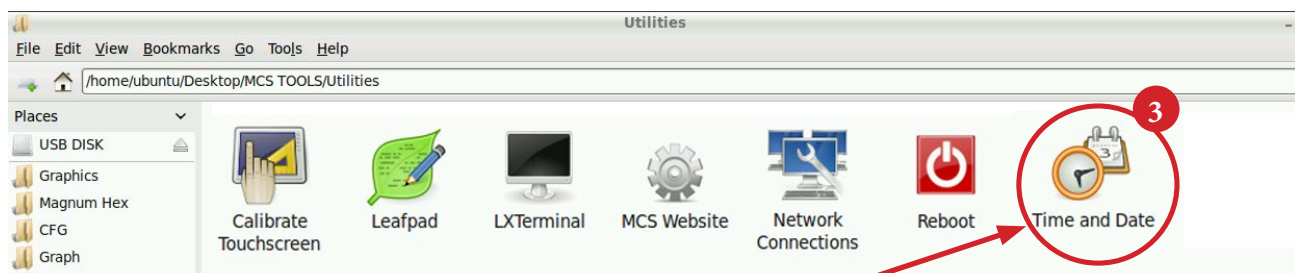 Utilities
File Edit View Bookmarks Go Tools Help
/home/ubuntu/Desktop/MCS TOOLS/Utilities
Places
USB DISK
Graphics
Magnum Hex
CFG
Graph
Calibrate
Touchscreen
Leafpad
LXTerminal
MCS Website
Network
Connections
Reboot
3
3
Time and Date